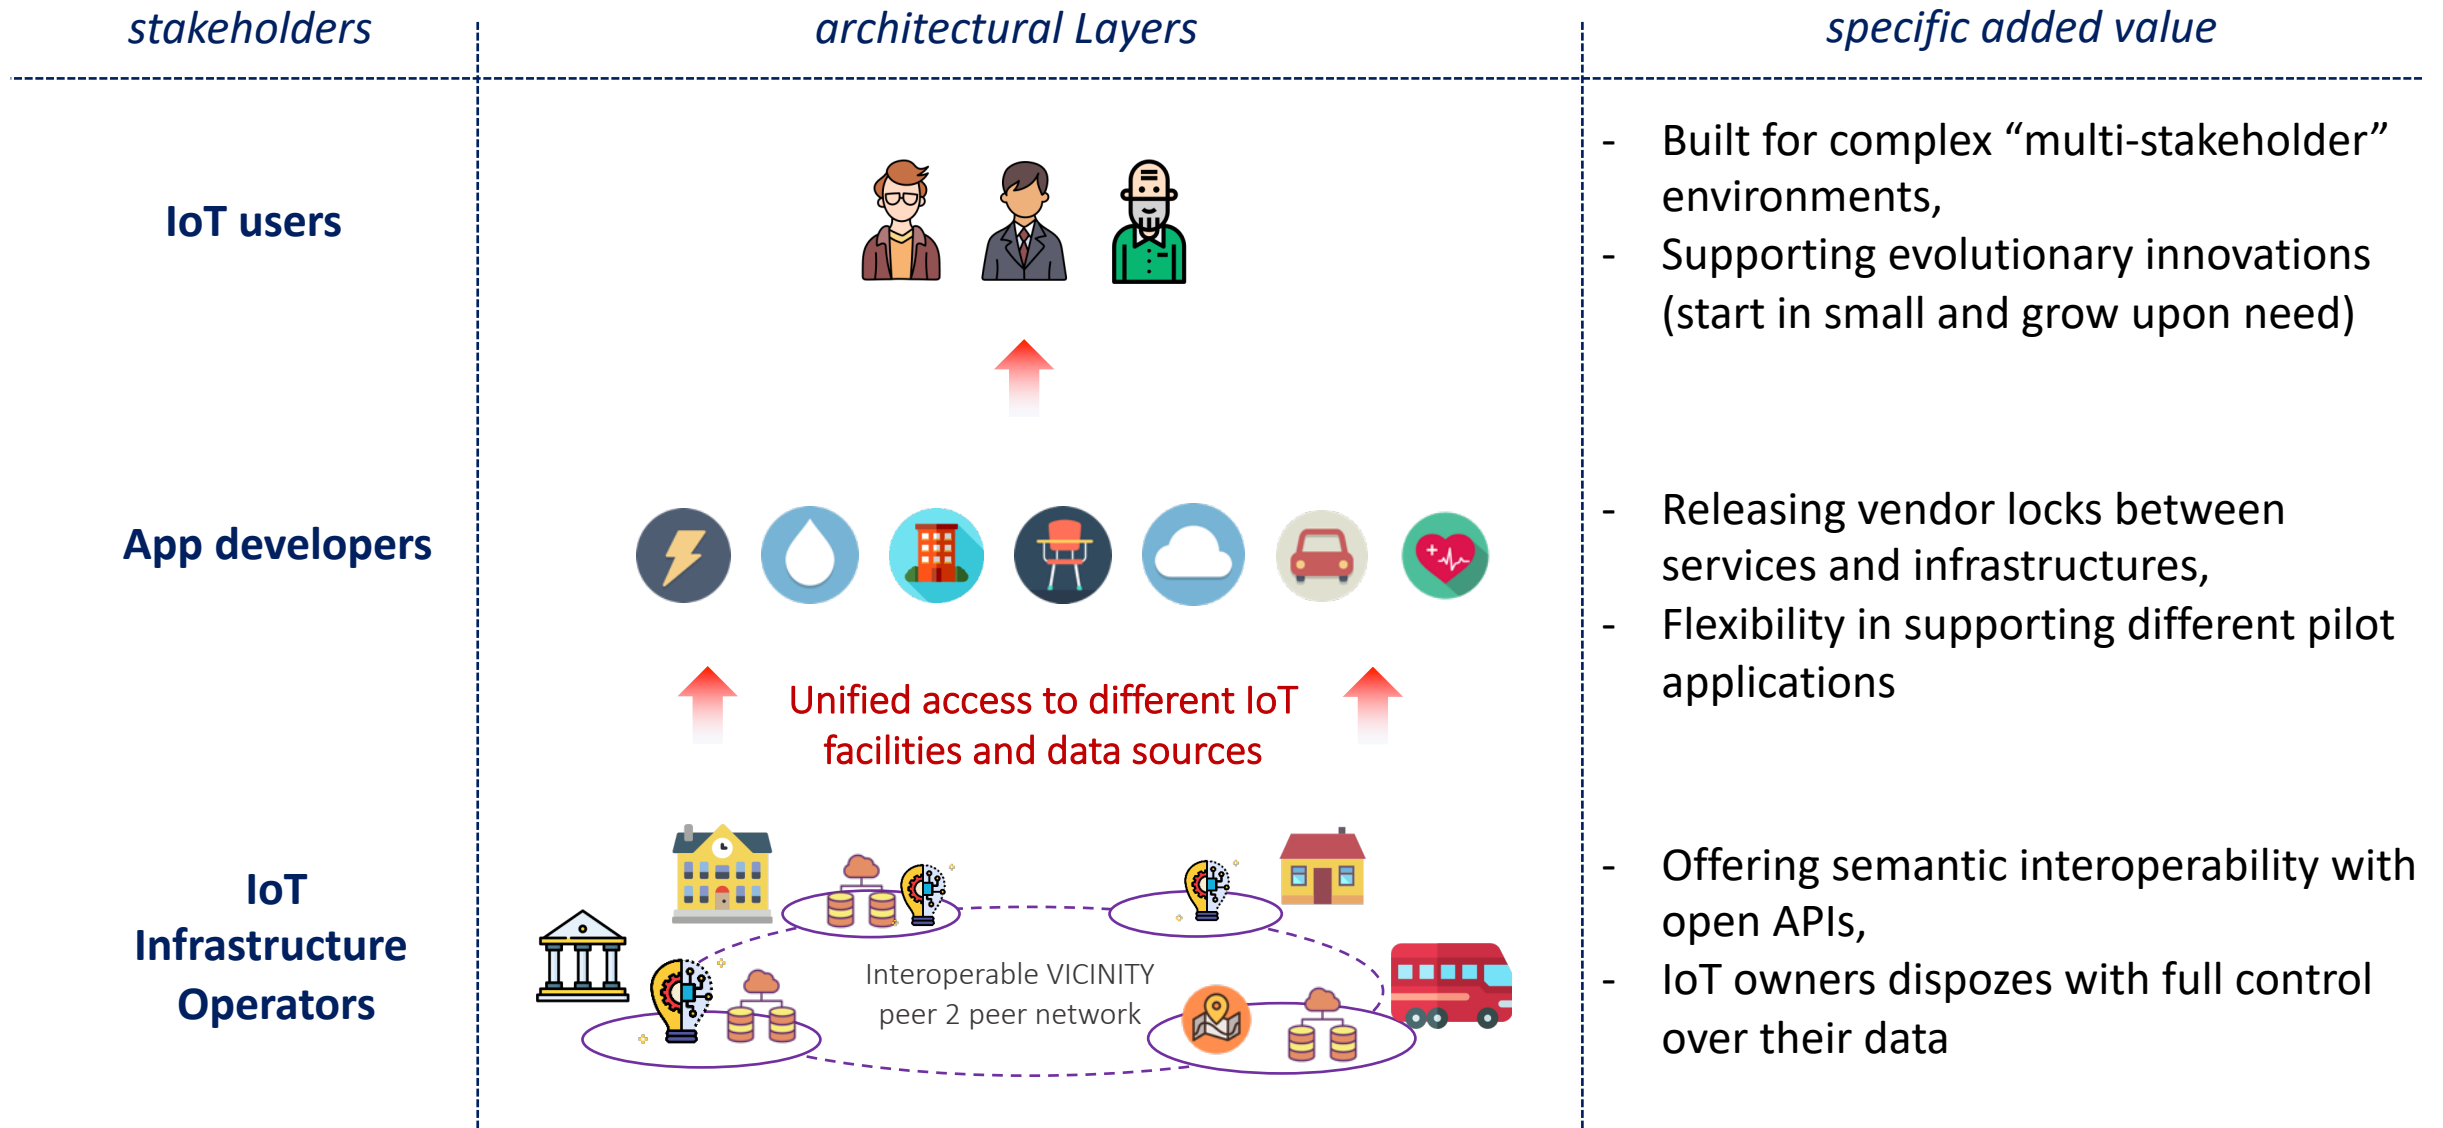 stakeholders
architectural Layers
specific added value
IoT users
- Built for complex “multi-stakeholder”
environments,
- Supporting evolutionary innovations
(start in small and grow upon need)
App developers
- Releasing vendor locks between
services and infrastructures,
- Flexibility in supporting different pilot
applications
Unified access to different IoT
facilities and data sources
IoT
Infrastructure
Operators
Interoperable VICINITY
peer 2 peer network
- Offering semantic interoperability with
open APIs,
- IoT owners dispozes with full control
over their data